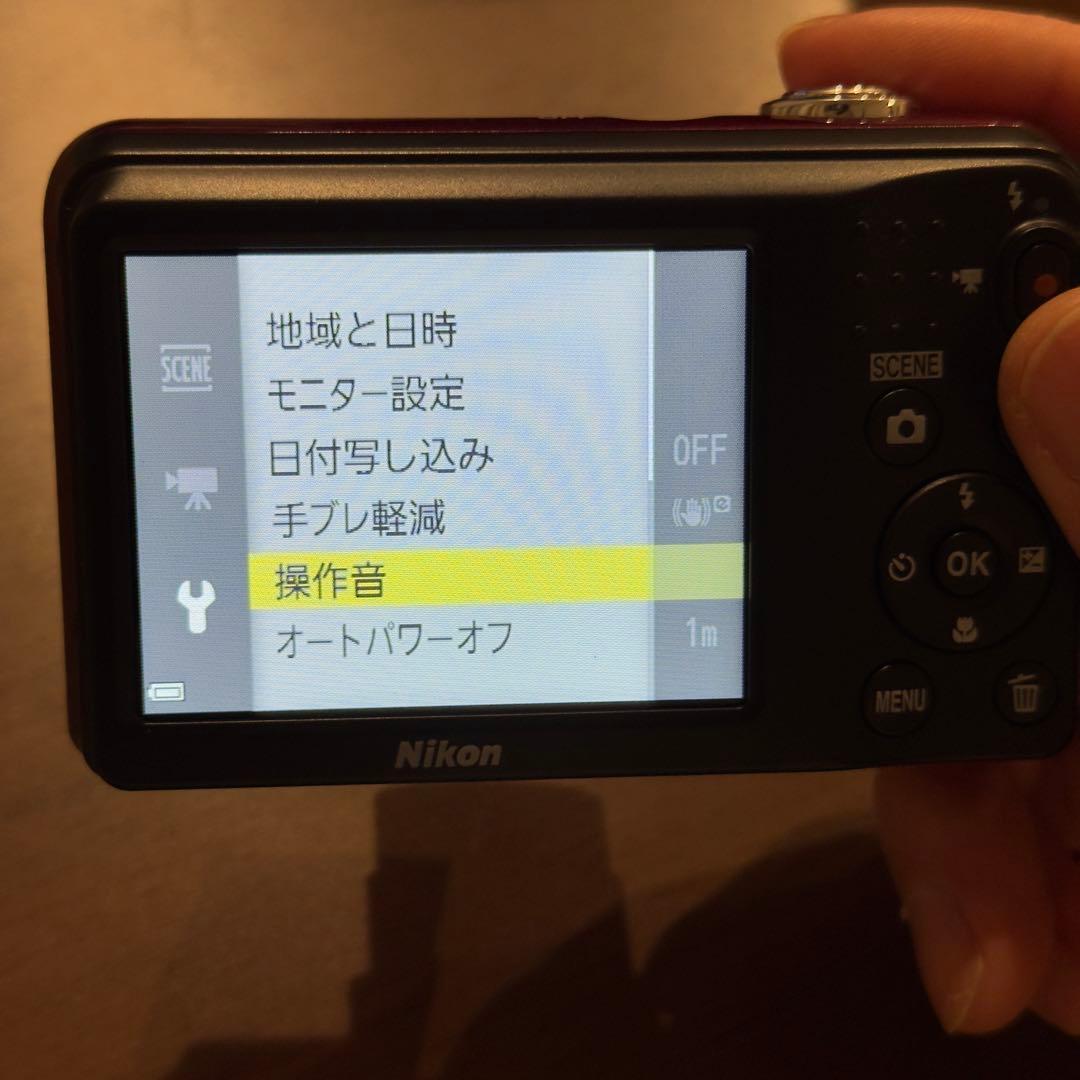 SCENE
地域と日時
モニター設定
日付写し込み
OFF
手ブレ軽減
操作音
オートパワーオフ
1m
Nikon
SCENE
OK
MENU